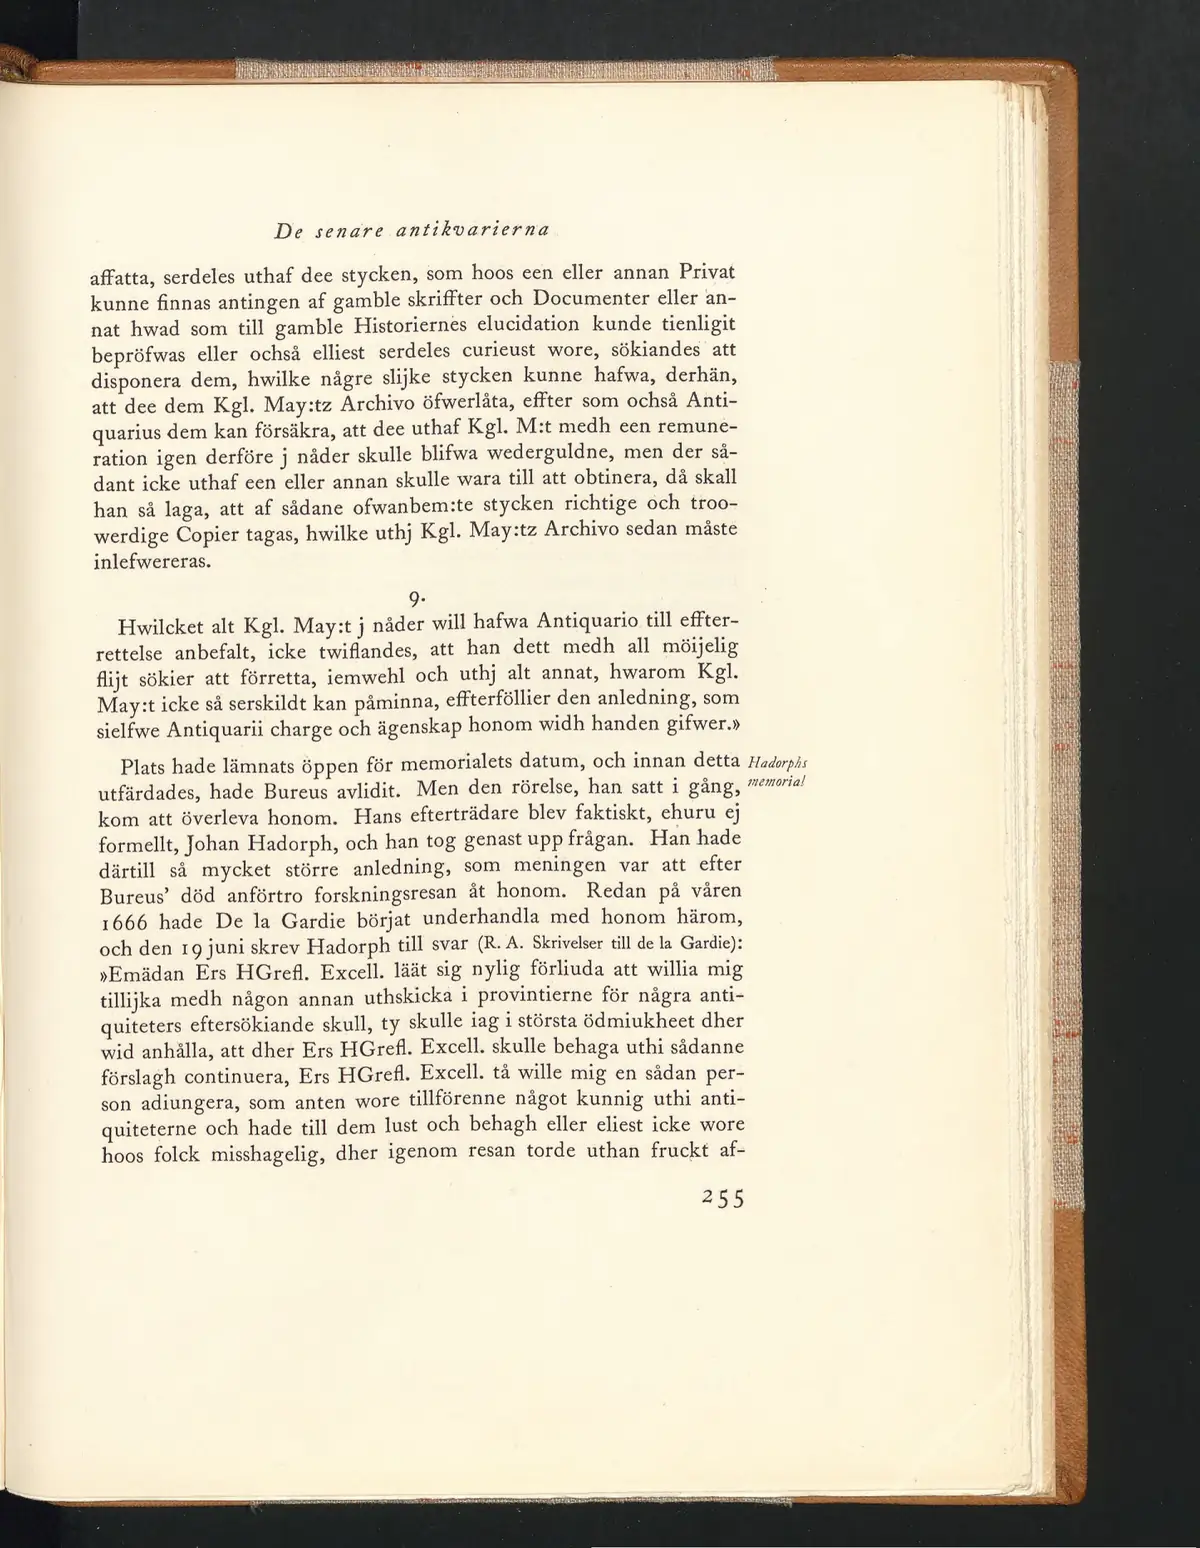 De senare antikvarierna
affatta, serdeles uthaf dee stycken, som hoos een eller annan Privat
kunne finnas antingen af gamble skriffter och Documenter eller an-
nat hwad som till gamble Historiernes elucidation kunde tienligit
bepröfwas eller ochså elliest serdeles curieust wore, sökiandes att
disponera dem, hwilke någre slijke stycken kunne hafwa, derhän,
att dee dem Kgl. May:tz Archivo öfwerlåta, effter som ochså Anti-
quarius dem kan försäkra, att dee uthaf Kgl. M:t medh een remune-
ration igen derföre j nåder skulle blifwa wederguldne, men der så-
dant icke uthaf een eller annan skulle wara till att obtinera, då skall
han så laga, att af sådane ofwanbem:te stycken richtige och troo-
werdige Copier tagas, hwilke uthj Kgl. May:tz Archivo sedan måste
inlefwereras.
9.
Hwilcket alt Kgl. May:t j nåder will hafwa Antiquario till effter-
rettelse anbefalt, icke twiflandes, att han dett medh all möijelig
flijt sökier att förretta, iemwehl och uthj alt annat, hwarom Kgl.
May:t icke så serskildt kan påminna, effterföllier den anledning, som
sielfwe Antiquarii charge och ägenskap honom widh handen gifwer.»
Plats hade lämnats öppen för memorialets datum, och innan detta Hadorphs
utfärdades, hade Bureus avlidit. Men den rörelse, han satt i gång, memorial
kom att överleva honom. Hans efterträdare blev faktiskt, ehuru ej
formellt, Johan Hadorph, och han tog genast upp frågan. Han hade
därtill så mycket större anledning, som meningen var att efter
Bureus’ död anförtro forskningsresan åt honom. Redan på våren
1666 hade De la Gardie börjat underhandla med honom härom,
och den 19 juni skrev Hadorph till svar (R. A. Skrivelser till de la Gardie):
»Emädan Ers HGrefl. Excell. läät sig nylig förliuda att willia mig
tillijka medh någon annan uthskicka i provintierne för några anti-
quiteters eftersökiande skull, ty skulle iag i största ödmiukheet dher
wid anhålla, att dher Ers HGrefl. Excell. skulle behaga uthi sådanne
förslagh continuera, Ers HGrefl. Excell. tå wille mig en sådan per-
son adiungera, som anten wore tillförenne något kunnig uthi anti-
quiteterne och hade till dem lust och behagh eller eliest icke wore
hoos folck misshagelig, dher igenom resan torde uthan fruckt af-
255